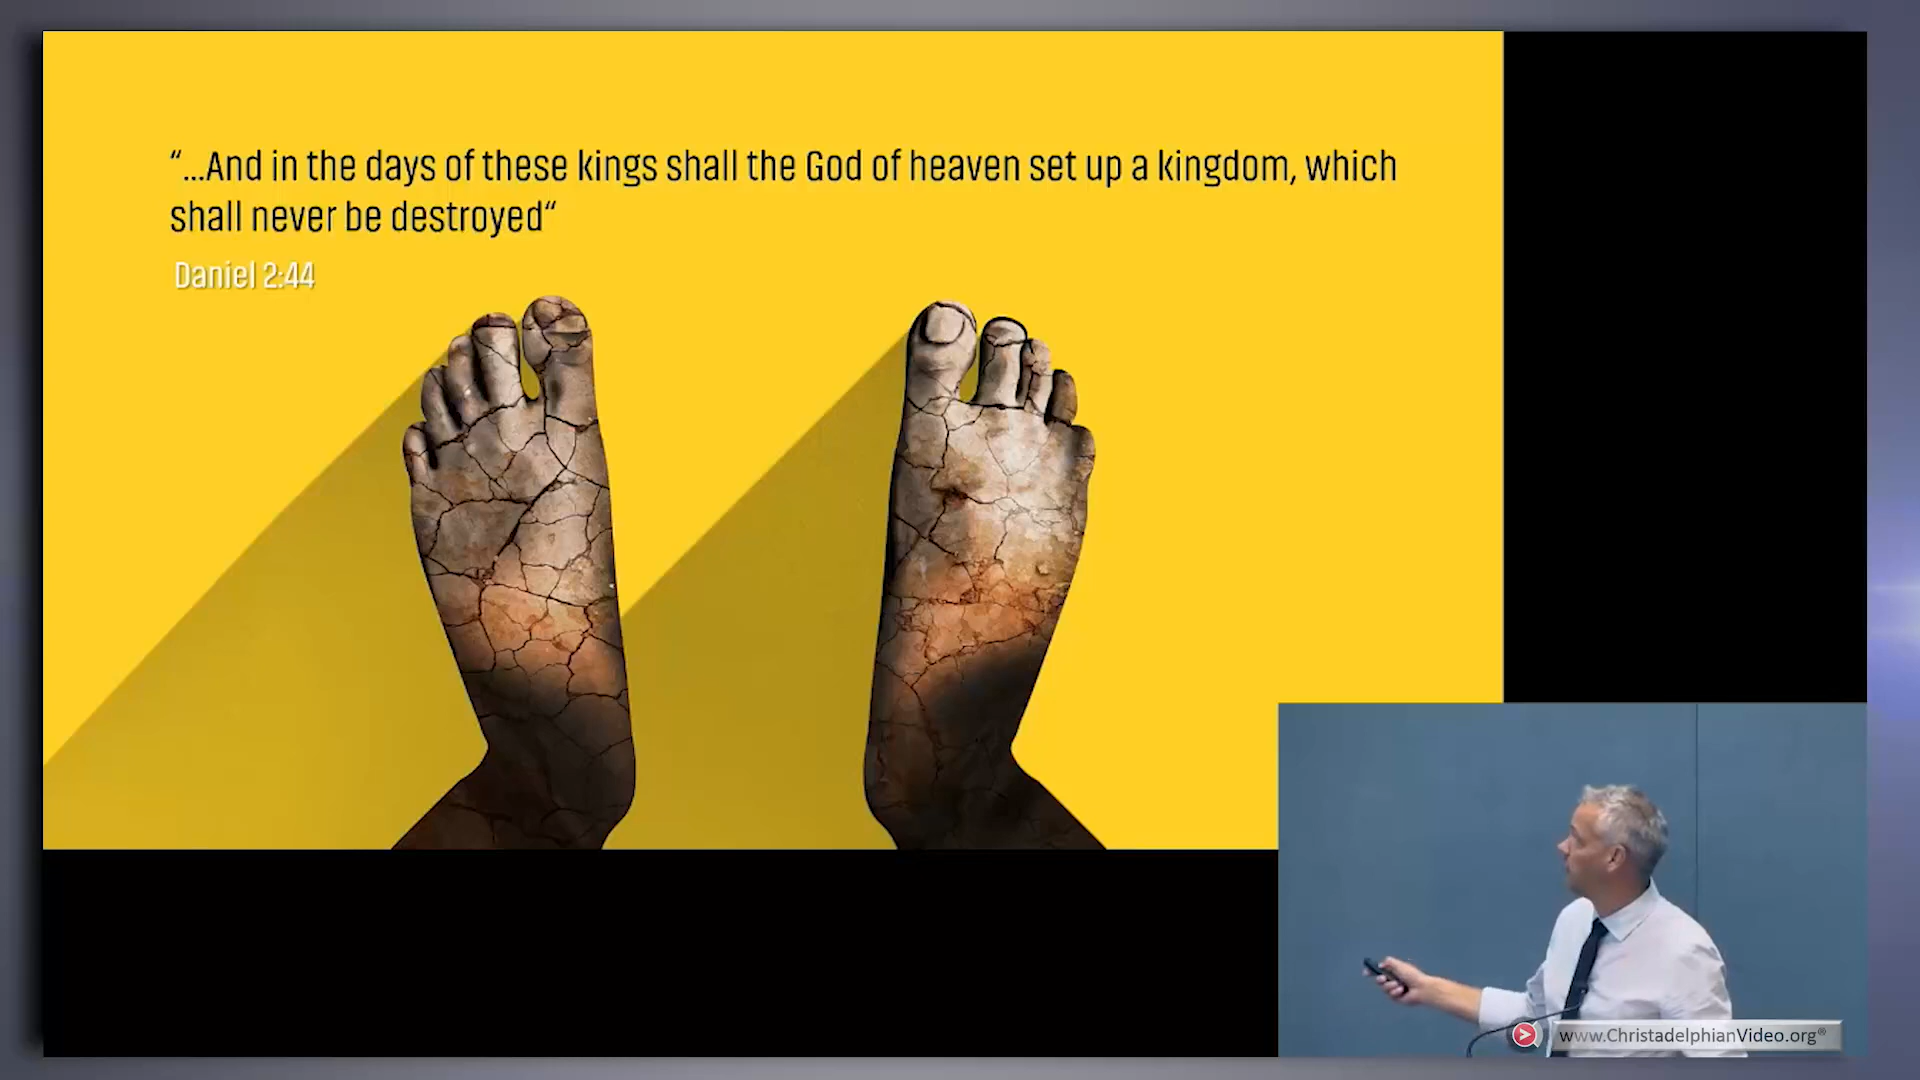 “...And in the days of these kings shall the God of heaven set up a kingdom, which
shall never be destroyed“
Daniel 2:44
www.ChristadelphianVideo.org®